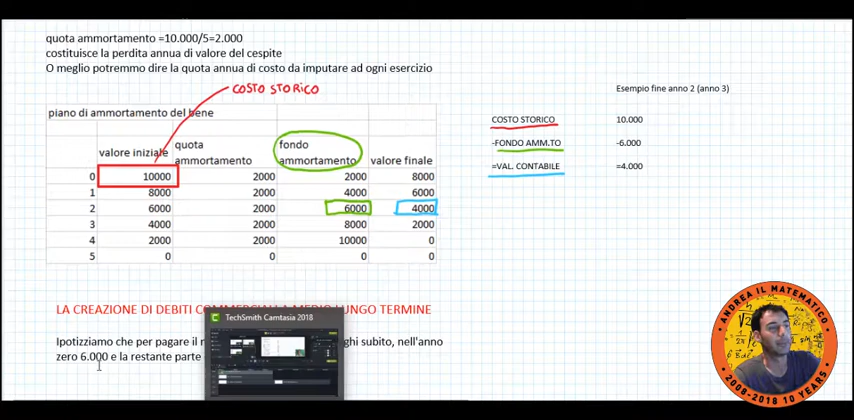 quota ammortamento =10.000/5=2.000
costituisce la perdita annua di valore del cespite
O meglio potremmo dire la quota annua di costo da imputare ad ogni esercizio
Esempio fine anno 2 (anno 3)
COSTO STORICO
piano di ammortamento del bene
COSTO STORICO 10.000
-FONDO AMM.TO -6.000
=VAL. CONTABILE =4.000
valore iniziale quota ammortamento fondo ammortamento valore finale
0 10000 2000 2000 8000
1 8000 2000 4000 6000
2 6000 2000 6000 4000
3 4000 2000 8000 2000
4 2000 2000 10000 0
5 0 0 0 0
LA CREAZIONE DI DEBITI COMMERCIALI A MEDIO LUNGO TERMINE
TechSmith Camtasia 2018
Ipotizziamo che per pagare il subito, nell'anno
zero 6.000 e la restante parte
ANDREA IL MATEMATICO
2008-2018 10 YEARS